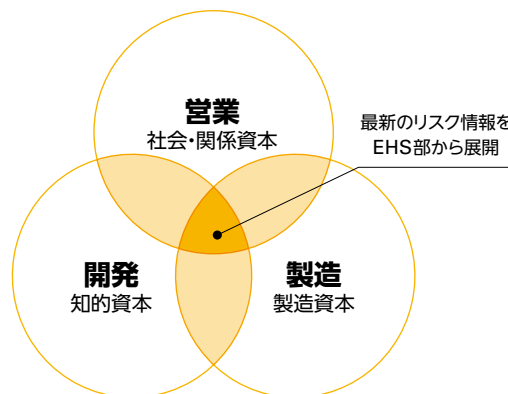 営業
社会・関係資本
最新のリスク情報を
EHS部から展開
開発
知的資本
製造
製造資本